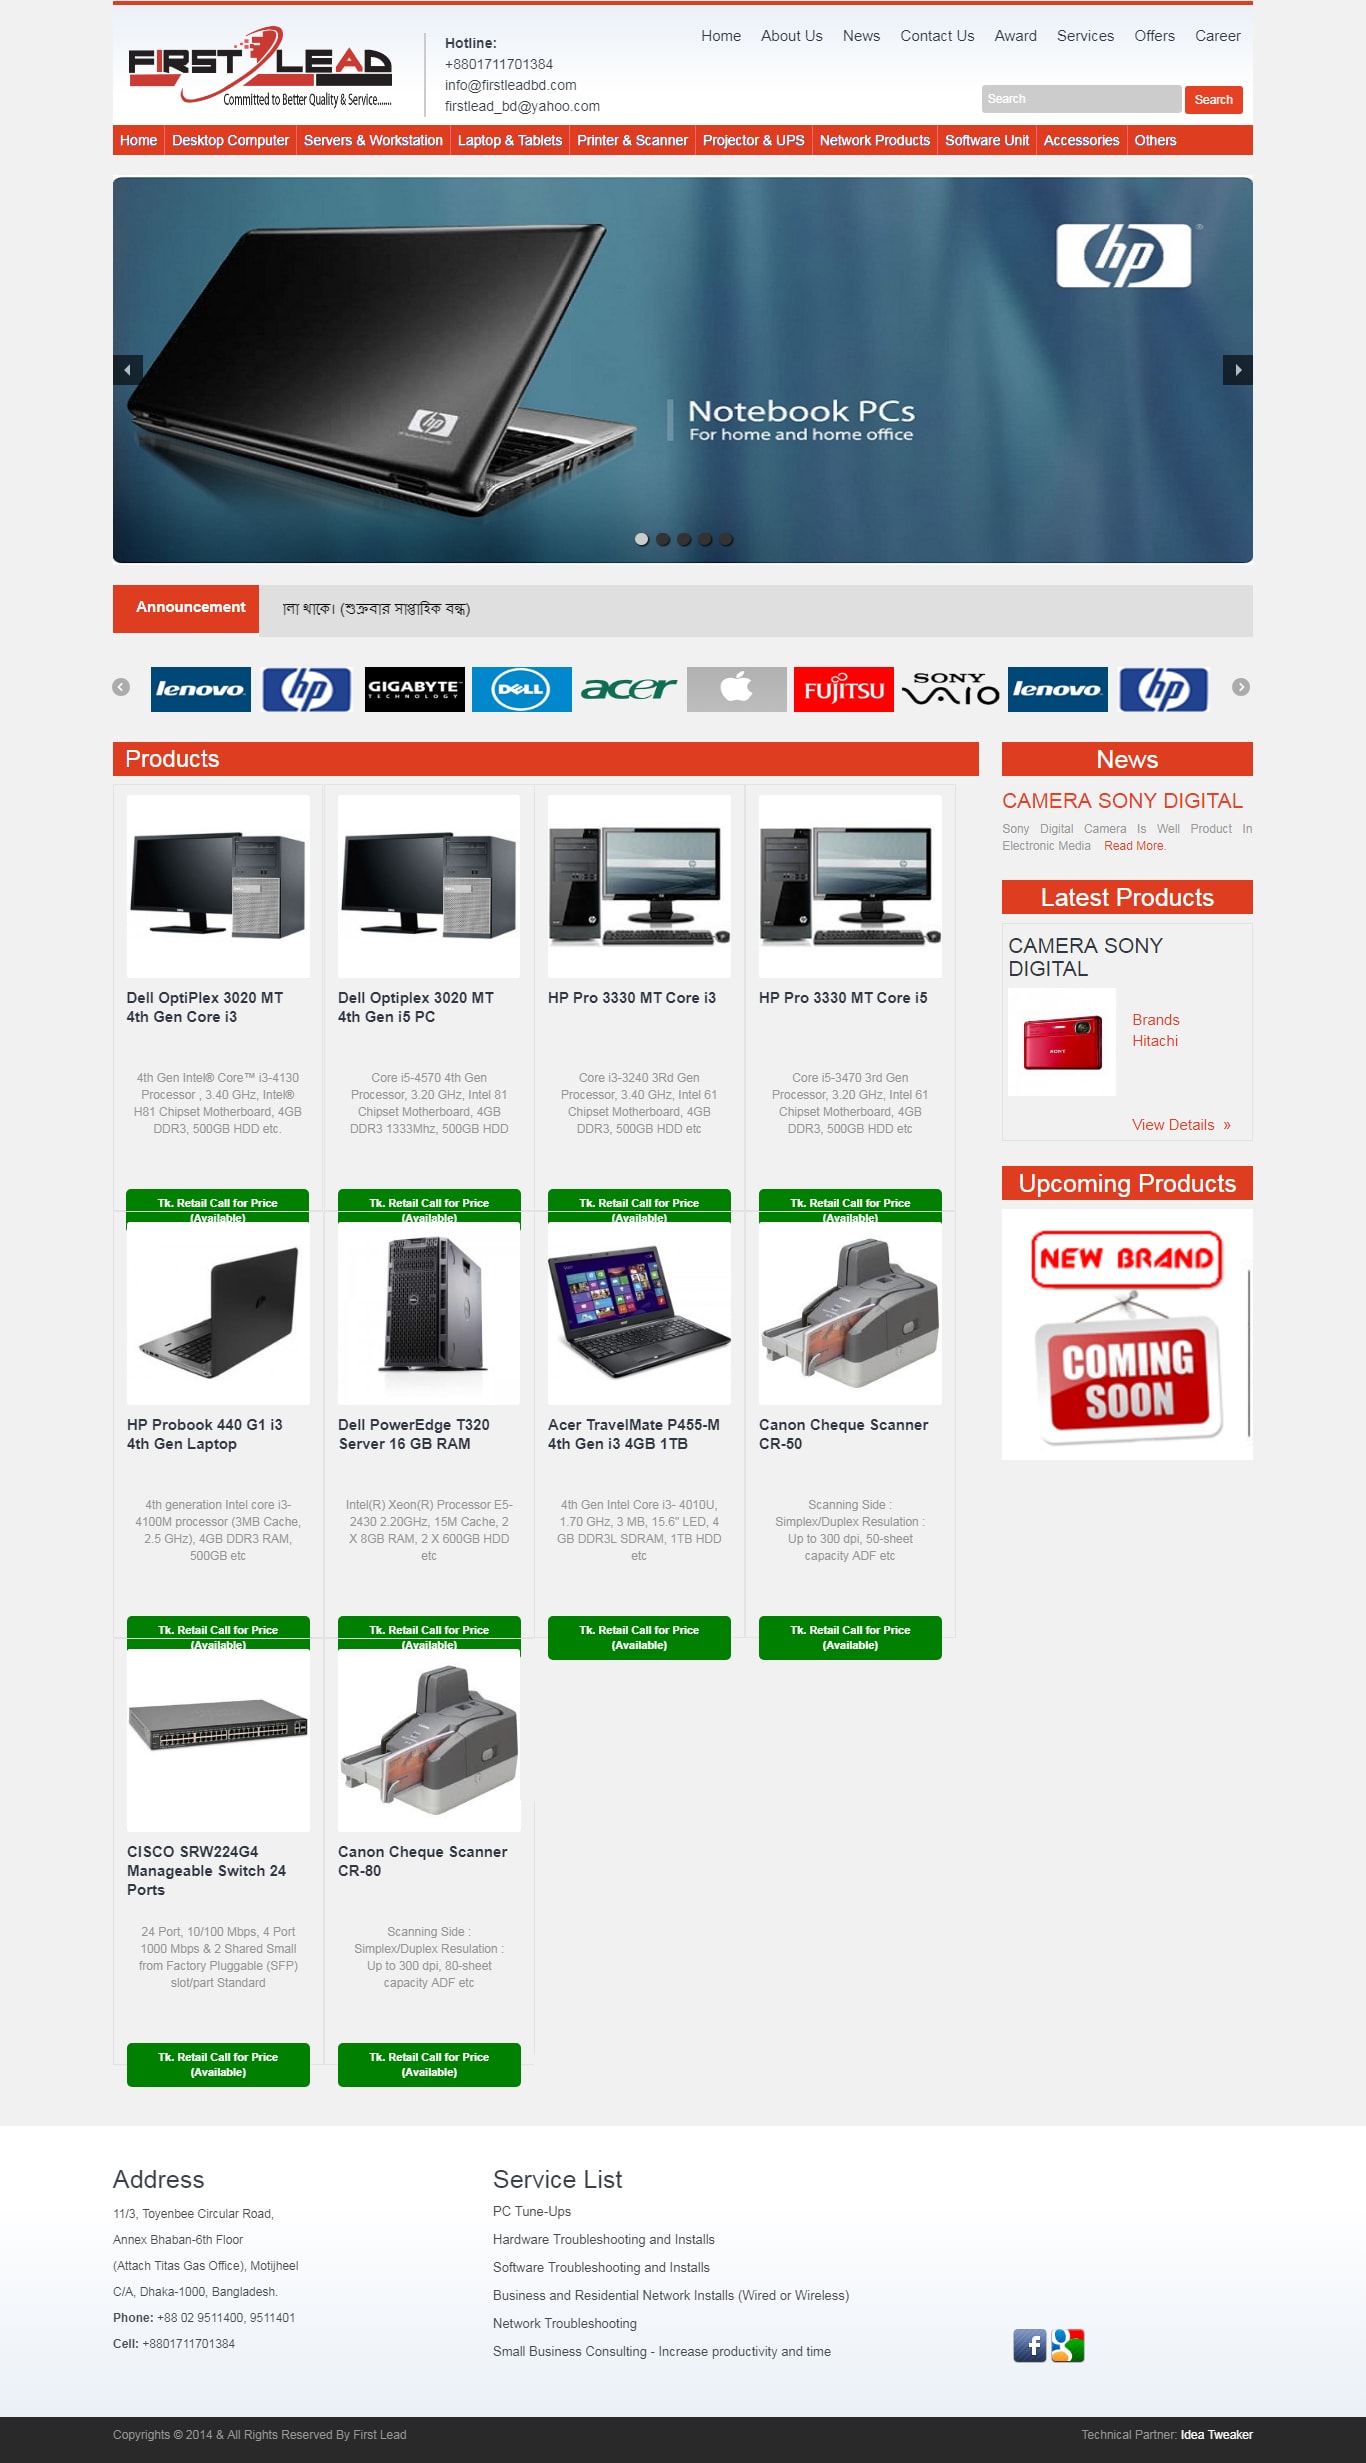 FIRST LEAD
Committed to Better Quality & Service......
Hotline:
+8801711701384
info@firstleadbd.com
firstlead_bd@yahoo.com
Home About Us News Contact Us Award Services Offers Career
Search Search
Home Desktop Computer Servers & Workstation Laptop & Tablets Printer & Scanner Projector & UPS Network Products Software Unit Accessories Others
hp
hp
Notebook PCs
For home and home office
Announcement
ালা থাকে। (শুক্রবার সাপ্তাহিক বন্ধ)
lenovo hp GIGABYTE TECHNOLOGY DELL acer FUJITSU SONY VAIO lenovo hp
Products
Dell OptiPlex 3020 MT
4th Gen Core i3
4th Gen Intel® Core™ i3-4130
Processor , 3.40 GHz, Intel®
H81 Chipset Motherboard, 4GB
DDR3, 500GB HDD etc.
Tk. Retail Call for Price
(Available)
Dell Optiplex 3020 MT
4th Gen i5 PC
Core i5-4570 4th Gen
Processor, 3.20 GHz, Intel 81
Chipset Motherboard, 4GB
DDR3 1333Mhz, 500GB HDD
Tk. Retail Call for Price
(Available)
HP Pro 3330 MT Core i3
Core i3-3240 3Rd Gen
Processor, 3.40 GHz, Intel 61
Chipset Motherboard, 4GB
DDR3, 500GB HDD etc
Tk. Retail Call for Price
(Available)
HP Pro 3330 MT Core i5
Core i5-3470 3rd Gen
Processor, 3.20 GHz, Intel 61
Chipset Motherboard, 4GB
DDR3, 500GB HDD etc
Tk. Retail Call for Price
(Available)
HP Probook 440 G1 i3
4th Gen Laptop
4th generation Intel core i3-
4100M processor (3MB Cache,
2.5 GHz), 4GB DDR3 RAM,
500GB etc
Tk. Retail Call for Price
(Available)
Dell PowerEdge T320
Server 16 GB RAM
Intel(R) Xeon(R) Processor E5-
2430 2.20GHz, 15M Cache, 2
X 8GB RAM, 2 X 600GB HDD
etc
Tk. Retail Call for Price
(Available)
Acer TravelMate P455-M
4th Gen i3 4GB 1TB
4th Gen Intel Core i3- 4010U,
1.70 GHz, 3 MB, 15.6" LED, 4
GB DDR3L SDRAM, 1TB HDD
etc
Tk. Retail Call for Price
(Available)
Canon Cheque Scanner
CR-50
Scanning Side :
Simplex/Duplex Resulation :
Up to 300 dpi, 50-sheet
capacity ADF etc
Tk. Retail Call for Price
(Available)
CISCO SRW224G4
Manageable Switch 24
Ports
24 Port, 10/100 Mbps, 4 Port
1000 Mbps & 2 Shared Small
from Factory Pluggable (SFP)
slot/part Standard
Tk. Retail Call for Price
(Available)
Canon Cheque Scanner
CR-80
Scanning Side :
Simplex/Duplex Resulation :
Up to 300 dpi, 80-sheet
capacity ADF etc
Tk. Retail Call for Price
(Available)
News
CAMERA SONY DIGITAL
Sony Digital Camera Is Well Product In
Electronic Media Read More.
Latest Products
CAMERA SONY
DIGITAL
SONY
Brands
Hitachi
View Details »
Upcoming Products
NEW BRAND
COMING
SOON
Address
11/3, Toyenbee Circular Road,
Annex Bhaban-6th Floor
(Attach Titas Gas Office), Motijheel
C/A, Dhaka-1000, Bangladesh.
Phone: +88 02 9511400, 9511401
Cell: +8801711701384
Service List
PC Tune-Ups
Hardware Troubleshooting and Installs
Software Troubleshooting and Installs
Business and Residential Network Installs (Wired or Wireless)
Network Troubleshooting
Small Business Consulting - Increase productivity and time
Copyrights © 2014 & All Rights Reserved By First Lead
Technical Partner: Idea Tweaker